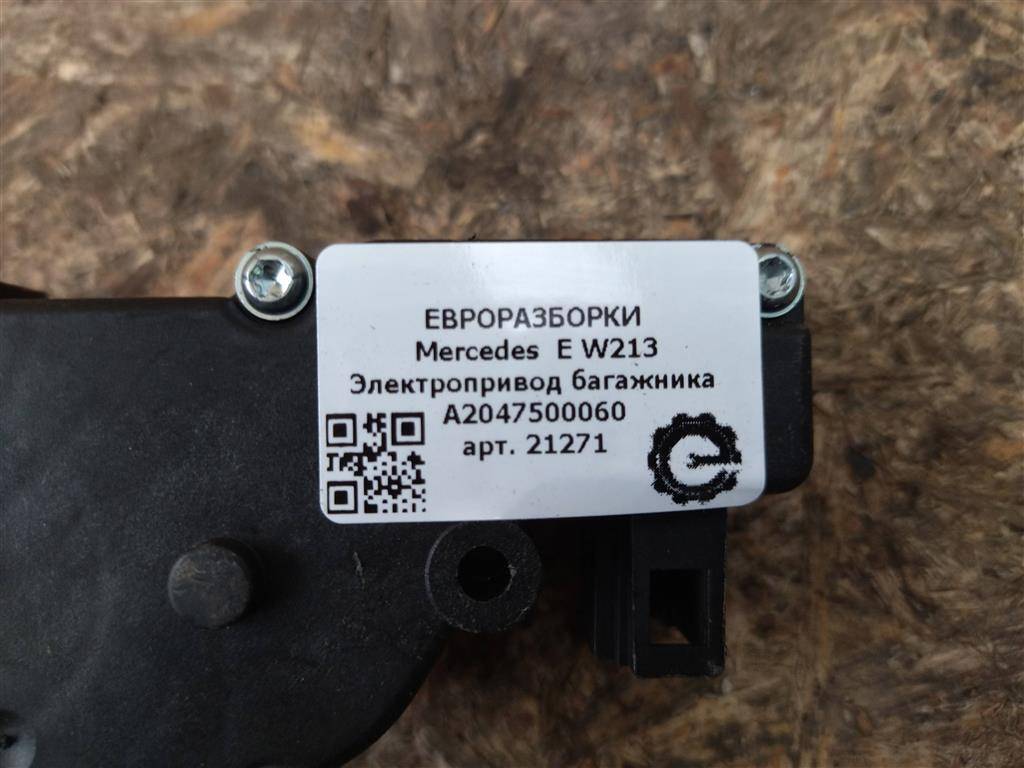 ЕВРОРАЗБОРКИ
Mercedes E W213
Электропривод багажника
A2047500060
арт. 21271